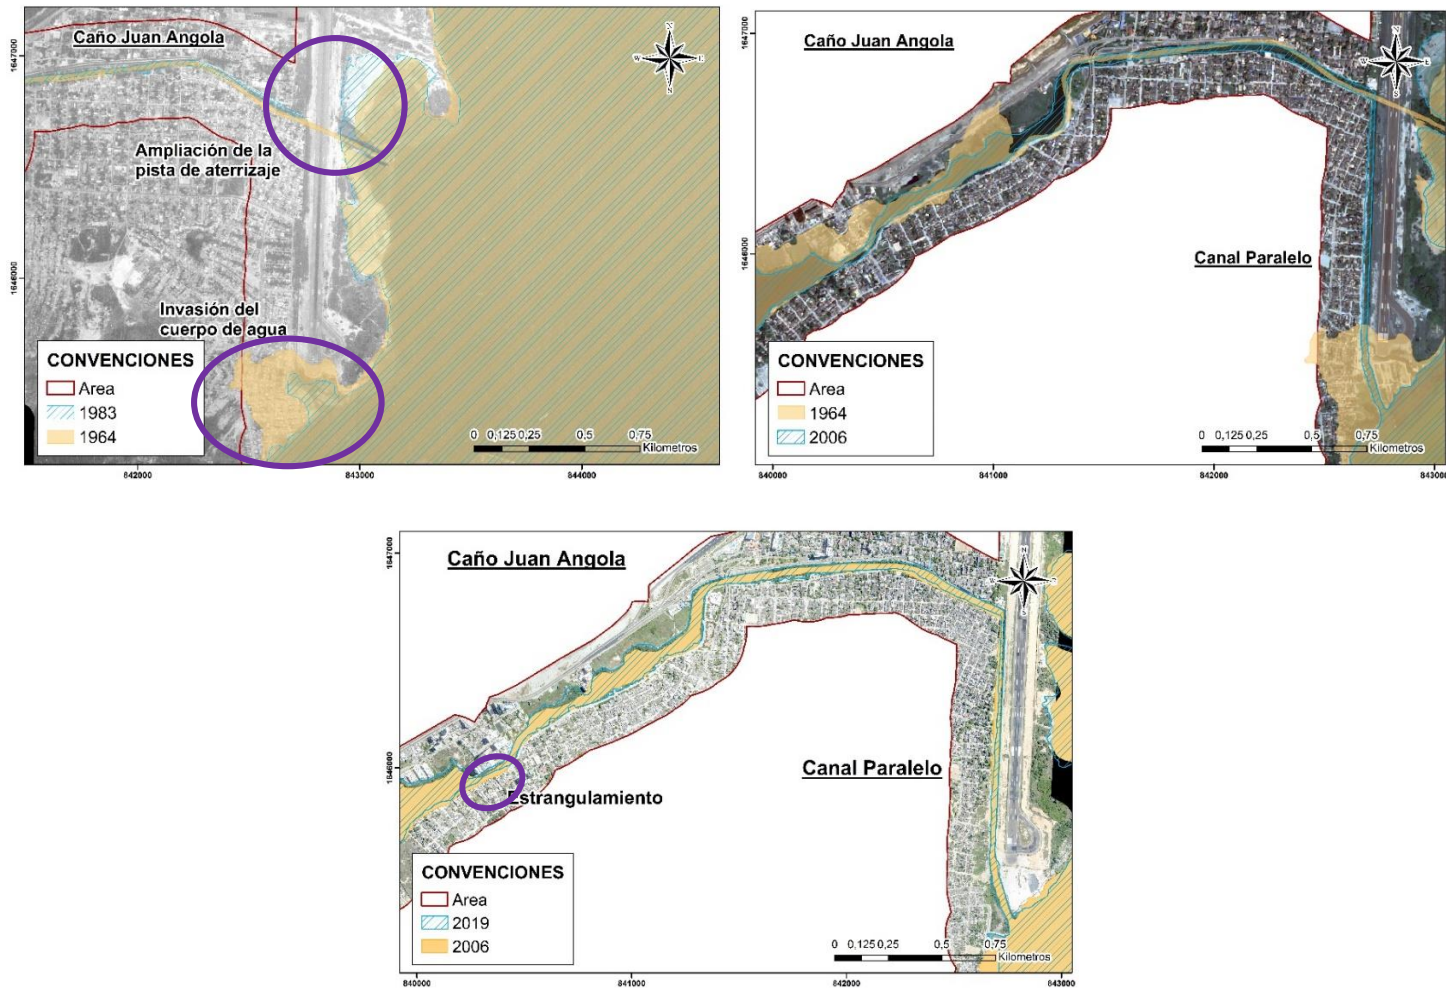 Caño Juan Angola
1647000
N
W E
S
Ampliación de la
pista de aterrizaje
1646000
Invasión del
cuerpo de agua
CONVENCIONES
Area
1983
1964
0 0,125 0,25 0,5 0,75
Kilometros
842000 843000 844000
Caño Juan Angola
1647000
N
W E
S
1646000
Canal Paralelo
CONVENCIONES
Area
1964
2006
0 0,125 0,25 0,5 0,75
Kilometros
840000 841000 842000 843000
Caño Juan Angola
1647000
N
W E
S
1646000
Canal Paralelo
Estrangulamiento
CONVENCIONES
Area
2019
2006
0 0,125 0,25 0,5 0,75
Kilometros
840000 841000 842000 843000